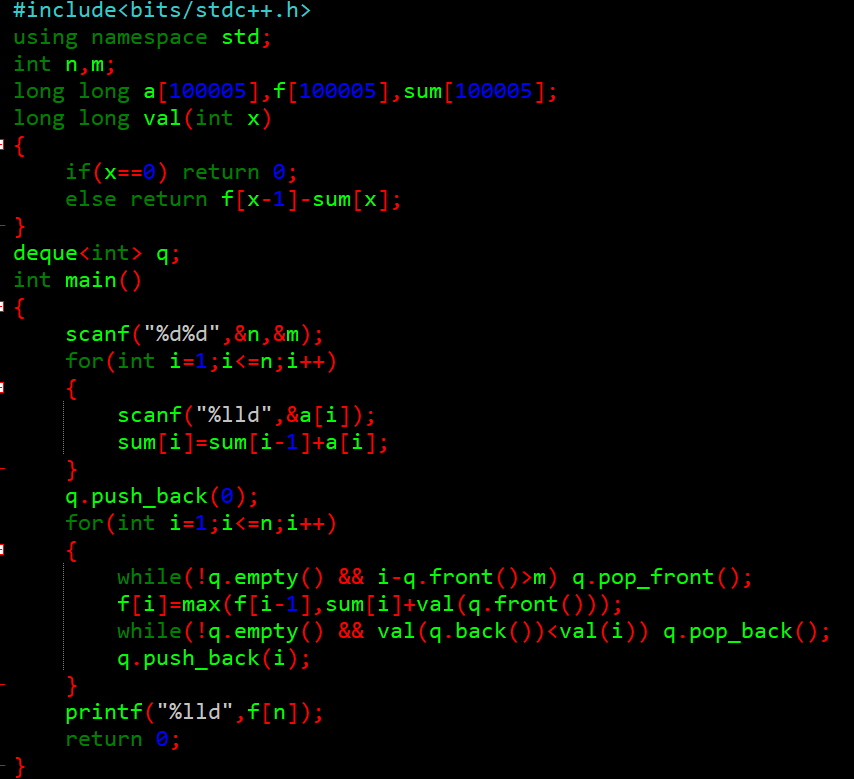 #include<bits/stdc++.h>
using namespace std;
int n,m;
long long a[100005],f[100005],sum[100005];
long long val(int x)
{
    if(x==0) return 0;
    else return f[x-1]-sum[x];
}
deque<int> q;
int main()
{
    scanf("%d%d",&n,&m);
    for(int i=1;i<=n;i++)
    {
        scanf("%lld",&a[i]);
        sum[i]=sum[i-1]+a[i];
    }
    q.push_back(0);
    for(int i=1;i<=n;i++)
    {
        while(!q.empty() && i-q.front()>m) q.pop_front();
        f[i]=max(f[i-1],sum[i]+val(q.front()));
        while(!q.empty() && val(q.back())<val(i)) q.pop_back();
        q.push_back(i);
    }
    printf("%lld",f[n]);
    return 0;
}